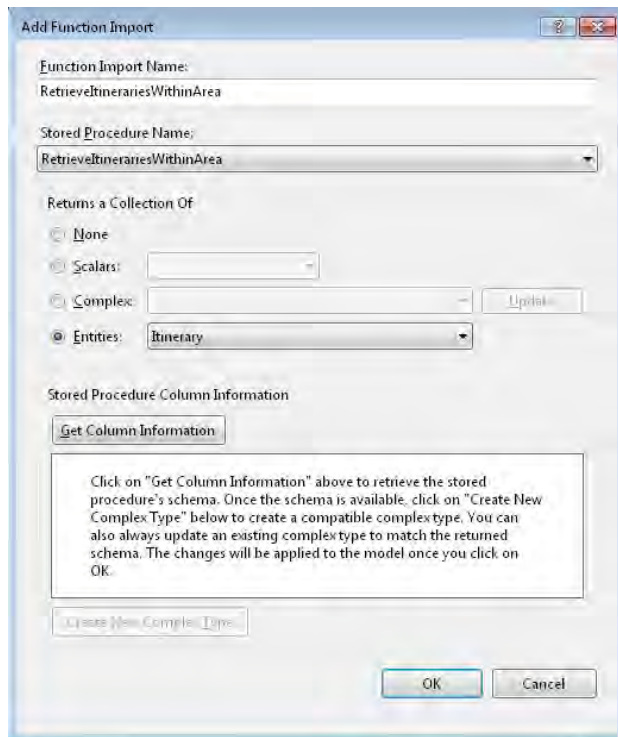 Add Function Import
Function Import Name:
RetrieveItinerariesWithinArea
Stored Procedure Name:
RetrieveItinerariesWithinArea
Returns a Collection Of
None
Scalars:
Complex:
Update
Entities: Itinerary
Stored Procedure Column Information
Get Column Information
Click on "Get Column Information" above to retrieve the stored
procedure's schema. Once the schema is available, click on "Create New
Complex Type" below to create a compatible complex type. You can
also always update an existing complex type to match the returned
schema. The changes will be applied to the model once you click on
OK.
Create New Complex Type
OK Cancel